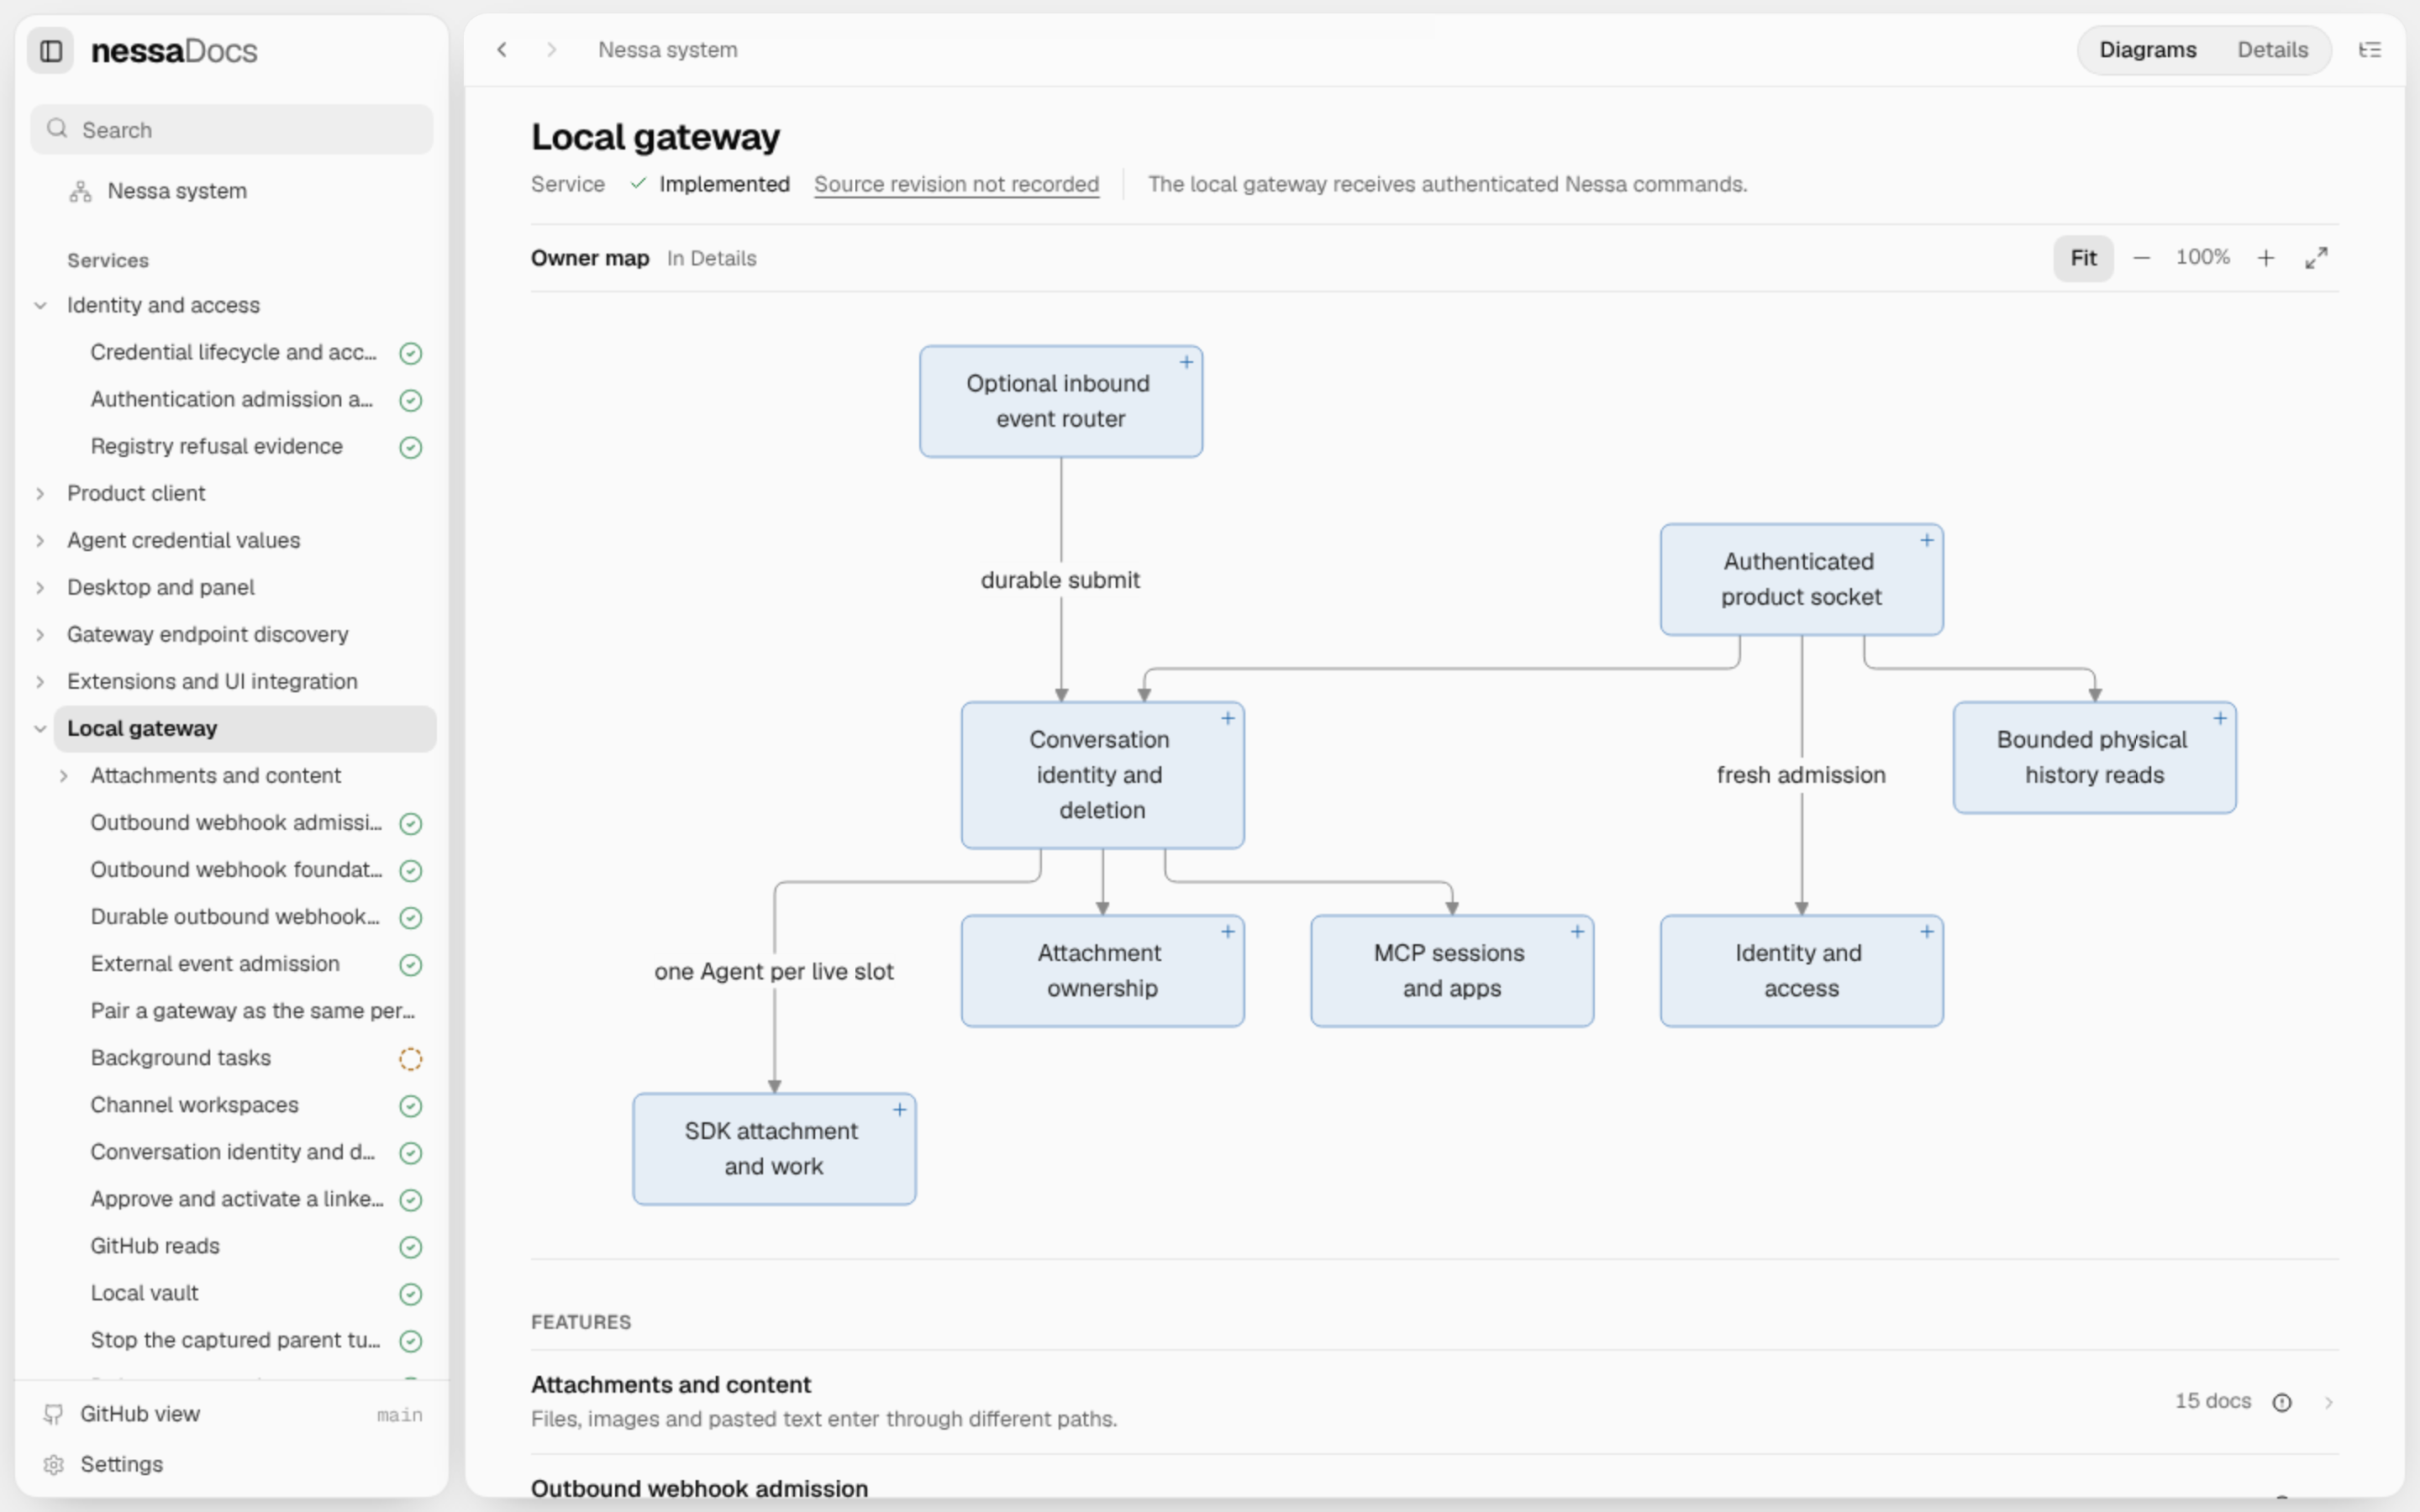 nessaDocs
Search
Nessa system
Services
Identity and access
Credential lifecycle and acc...
Authentication admission a...
Registry refusal evidence
Product client
Agent credential values
Desktop and panel
Gateway endpoint discovery
Extensions and UI integration
Local gateway
Attachments and content
Outbound webhook admissi...
Outbound webhook foundat...
Durable outbound webhook...
External event admission
Pair a gateway as the same per...
Background tasks
Channel workspaces
Conversation identity and d...
Approve and activate a linke...
GitHub reads
Local vault
Stop the captured parent tu...
GitHub view main
Settings
Nessa system
Diagrams Details
Local gateway
Service Implemented Source revision not recorded The local gateway receives authenticated Nessa commands.
Owner map In Details
Fit − 100% +
Optional inbound
event router
durable submit
Authenticated
product socket
Conversation
identity and
deletion
fresh admission
Bounded physical
history reads
one Agent per live slot
Attachment
ownership
MCP sessions
and apps
Identity and
access
SDK attachment
and work
FEATURES
Attachments and content
Files, images and pasted text enter through different paths.
15 docs
Outbound webhook admission